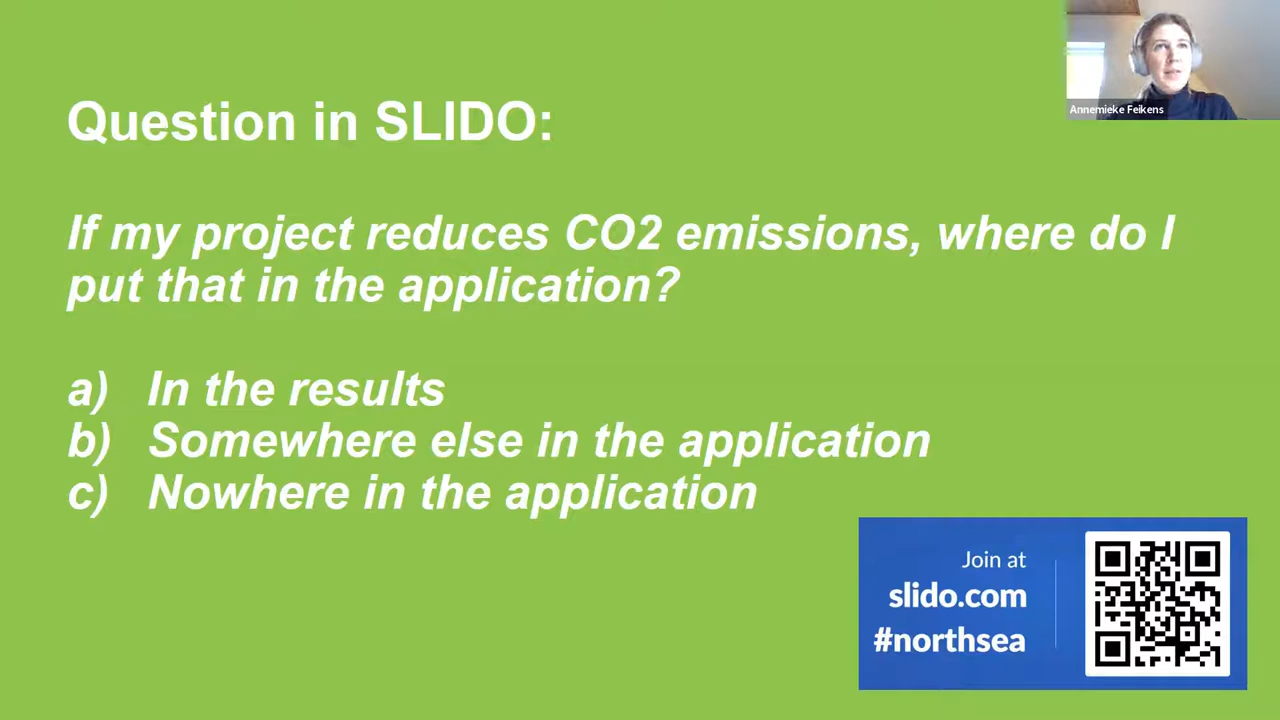 Annemieke Feikens
Question in SLIDO:
If my project reduces CO2 emissions, where do I
put that in the application?
a) In the results
b) Somewhere else in the application
c) Nowhere in the application
Join at
slido.com
#northsea